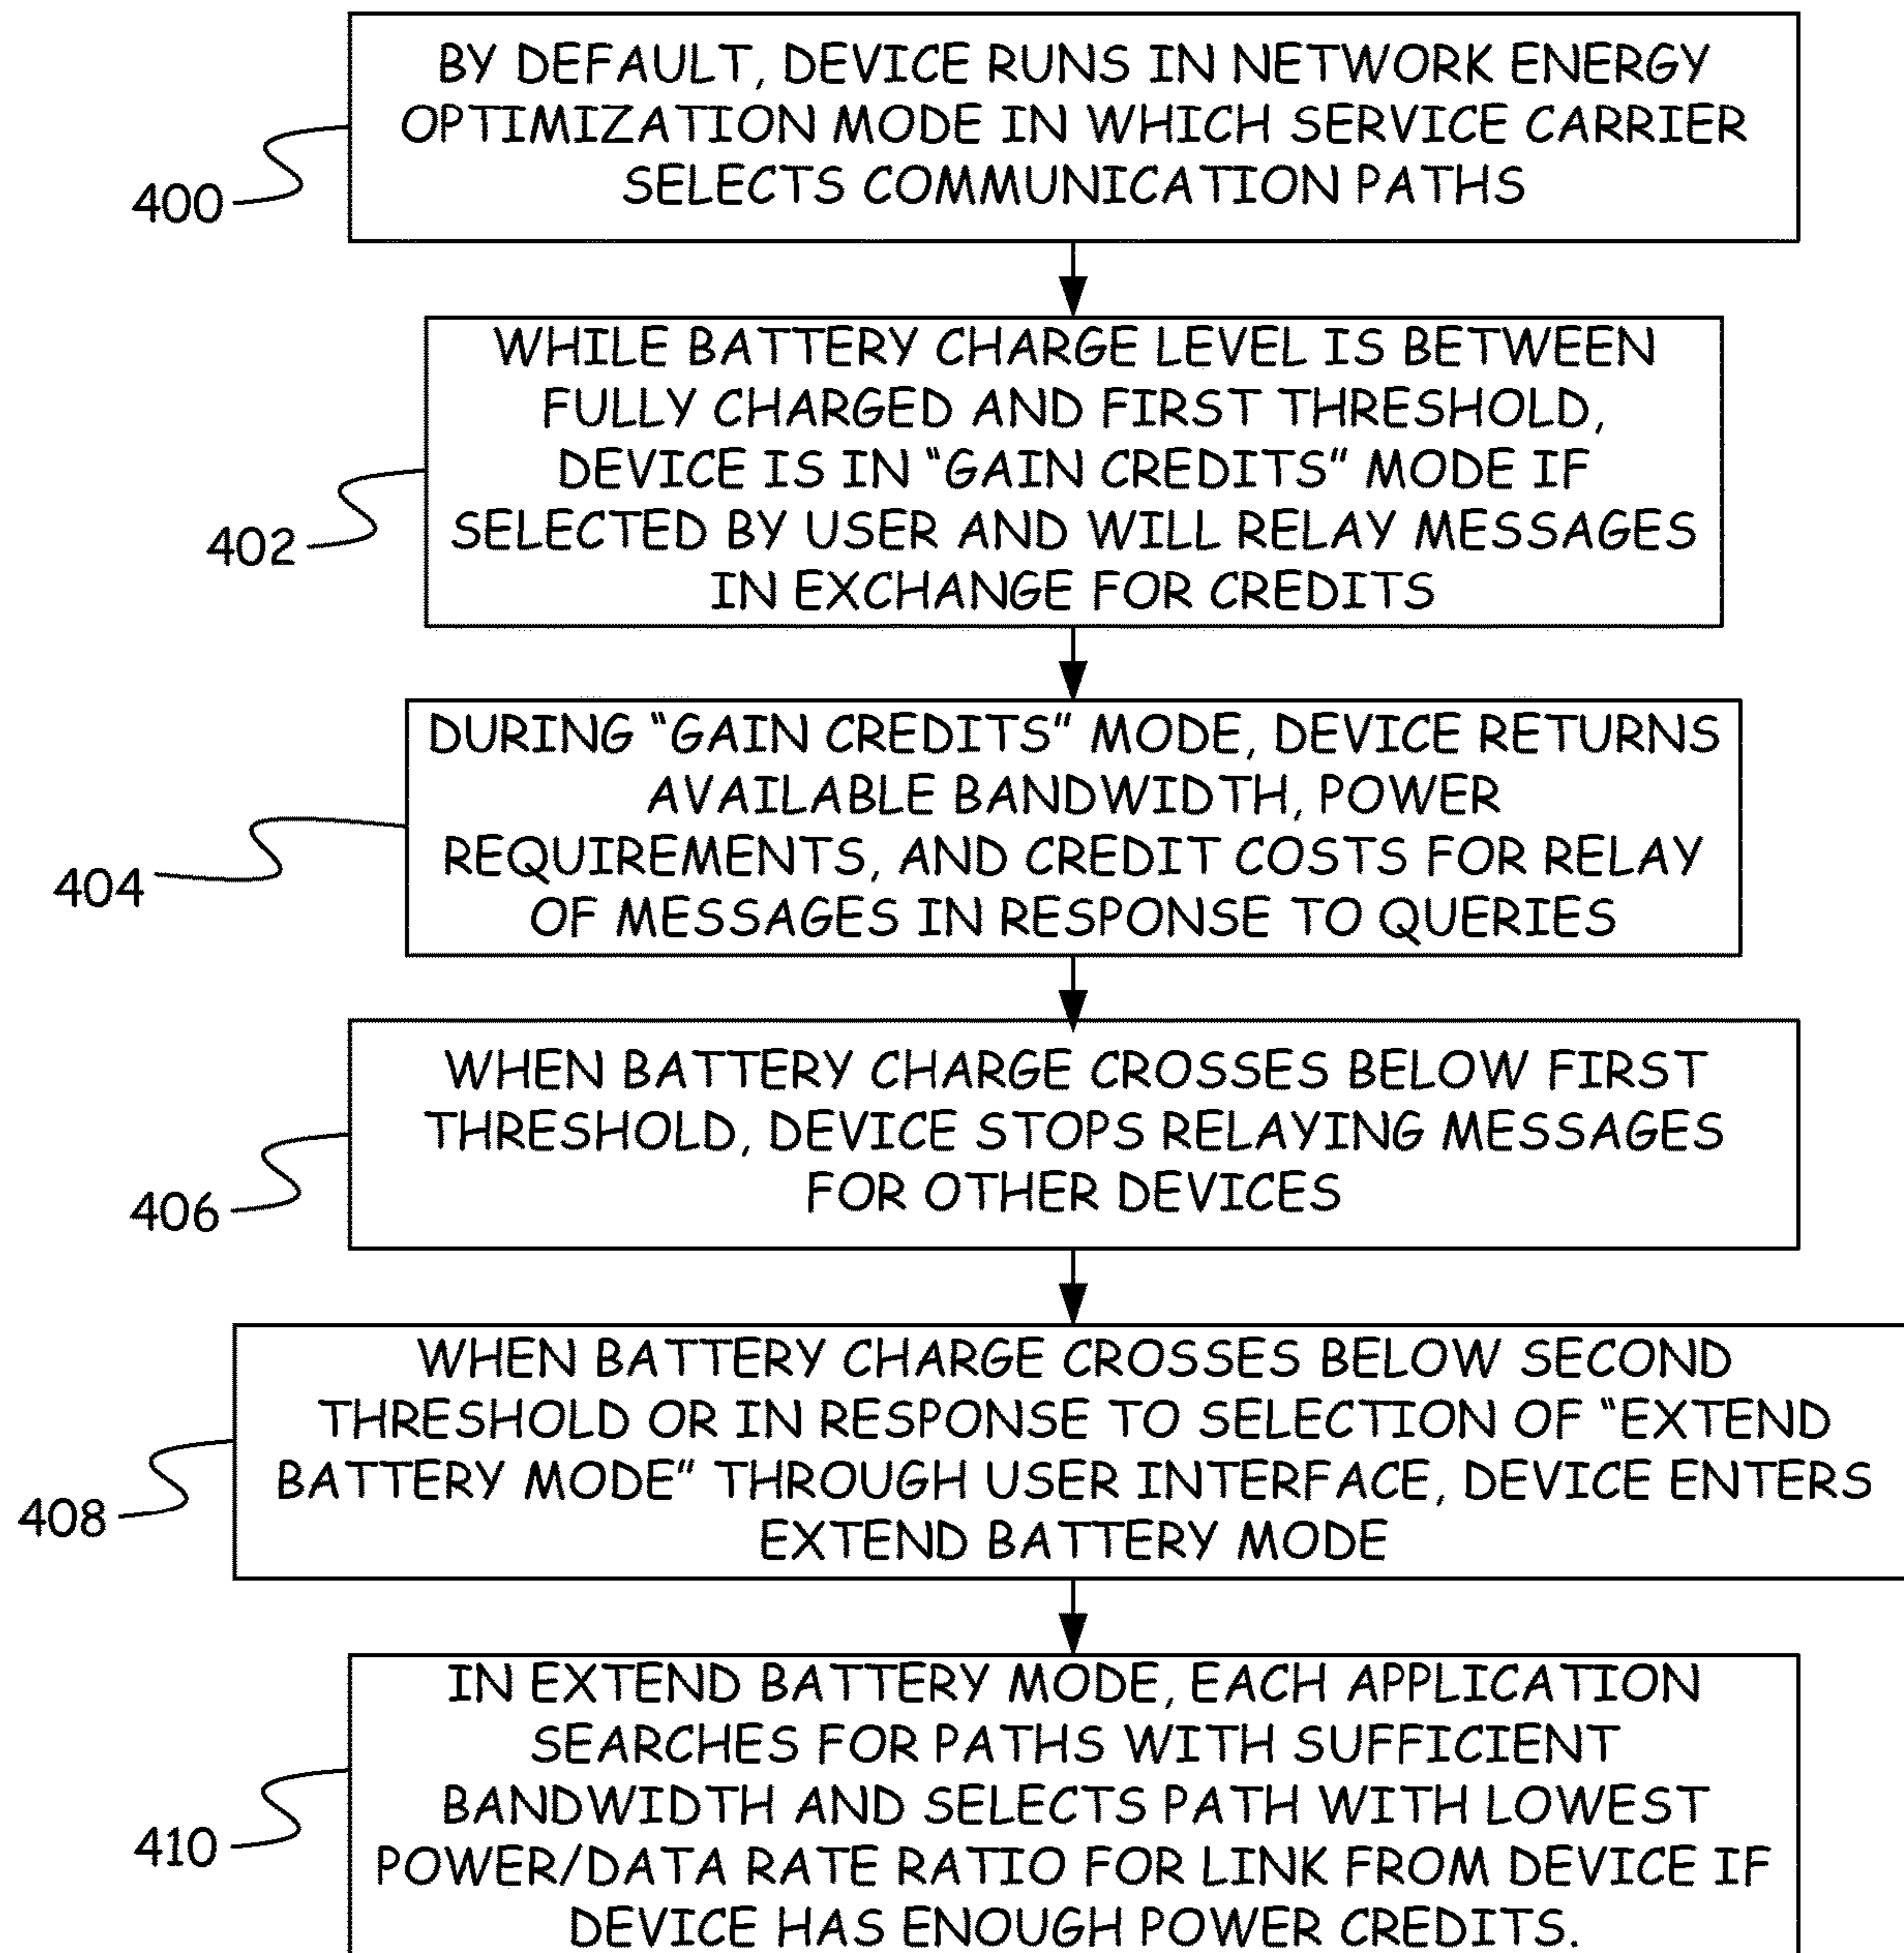 BY DEFAULT, DEVICE RUNS IN NETWORK ENERGY
OPTIMIZATION MODE IN WHICH SERVICE CARRIER
SELECTS COMMUNICATION PATHS
400
WHILE BATTERY CHARGE LEVEL IS BETWEEN
FULLY CHARGED AND FIRST THRESHOLD,
DEVICE IS IN “GAIN CREDITS” MODE IF
SELECTED BY USER AND WILL RELAY MESSAGES
IN EXCHANGE FOR CREDITS
402
DURING “GAIN CREDITS” MODE, DEVICE RETURNS
AVAILABLE BANDWIDTH, POWER
REQUIREMENTS, AND CREDIT COSTS FOR RELAY
OF MESSAGES IN RESPONSE TO QUERIES
404
WHEN BATTERY CHARGE CROSSES BELOW FIRST
THRESHOLD, DEVICE STOPS RELAYING MESSAGES
FOR OTHER DEVICES
406
WHEN BATTERY CHARGE CROSSES BELOW SECOND
THRESHOLD OR IN RESPONSE TO SELECTION OF “EXTEND
BATTERY MODE” THROUGH USER INTERFACE, DEVICE ENTERS
EXTEND BATTERY MODE
408
IN EXTEND BATTERY MODE, EACH APPLICATION
SEARCHES FOR PATHS WITH SUFFICIENT
BANDWIDTH AND SELECTS PATH WITH LOWEST
POWER/DATA RATE RATIO FOR LINK FROM DEVICE IF
DEVICE HAS ENOUGH POWER CREDITS.
410